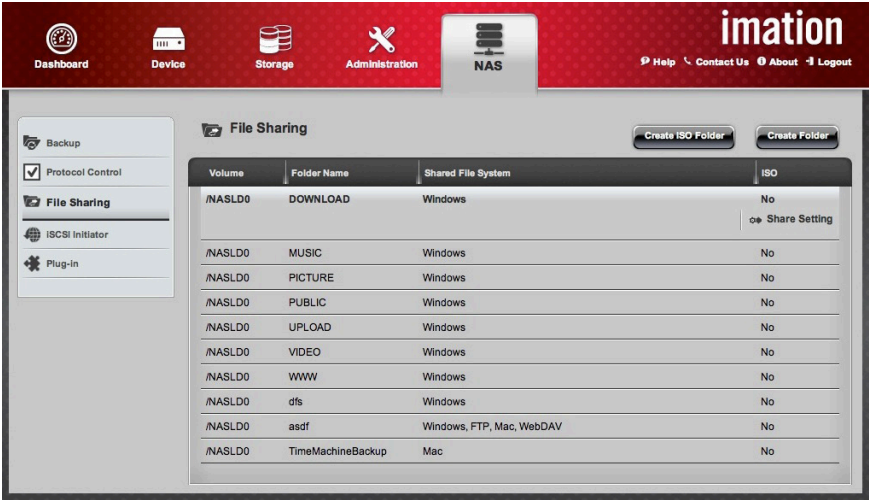 imation
Dashboard Device Storage Administration NAS
Help Contact Us About Logout
File Sharing
Create ISO Folder Create Folder
Backup
Protocol Control
File Sharing
iSCSI Initiator
Plug-in
Volume Folder Name Shared File System ISO
/NASLD0 DOWNLOAD Windows No
Share Setting
/NASLD0 MUSIC Windows No
/NASLD0 PICTURE Windows No
/NASLD0 PUBLIC Windows No
/NASLD0 UPLOAD Windows No
/NASLD0 VIDEO Windows No
/NASLD0 WWW Windows No
/NASLD0 dfs Windows No
/NASLD0 asdf Windows, FTP, Mac, WebDAV No
/NASLD0 TimeMachineBackup Mac No